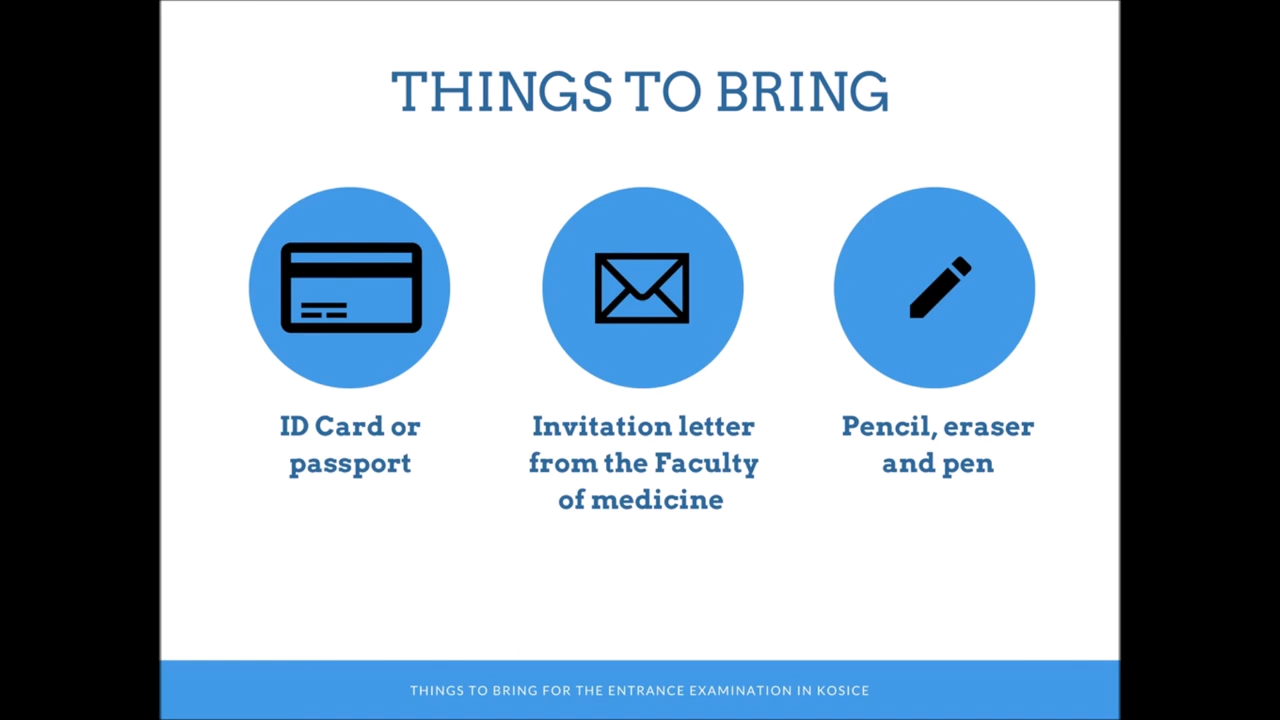 THINGS TO BRING
ID Card or
passport
Invitation letter
from the Faculty
of medicine
Pencil, eraser
and pen
THINGS TO BRING FOR THE ENTRANCE EXAMINATION IN KOSICE